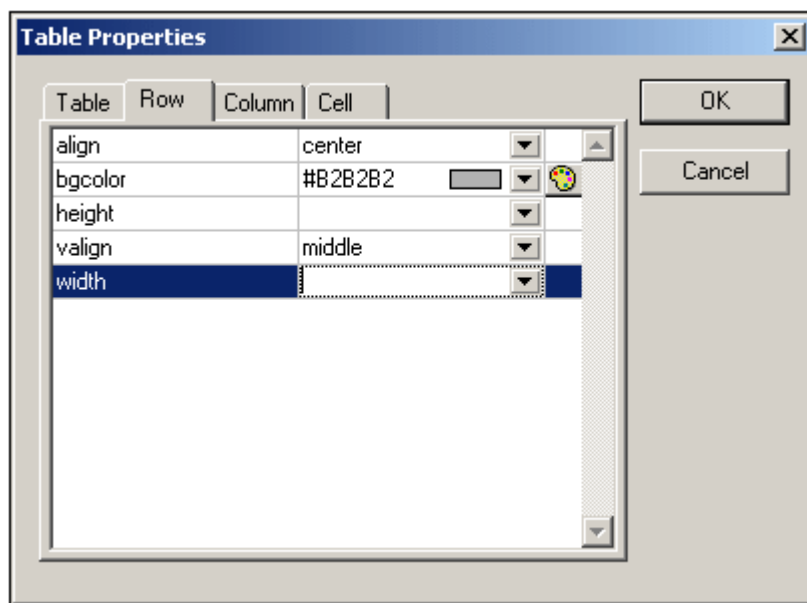 Table Properties
Table Row Column Cell
OK
Cancel
align center
bgcolor #B2B2B2
height
valign middle
width